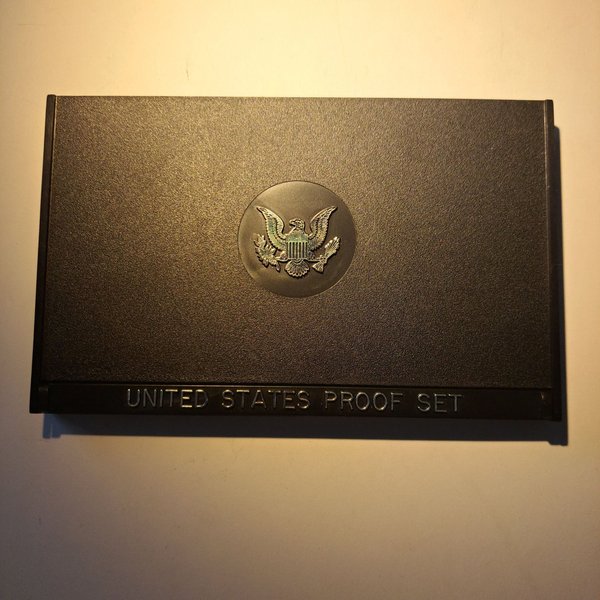 UNITED STATES PROOF SET